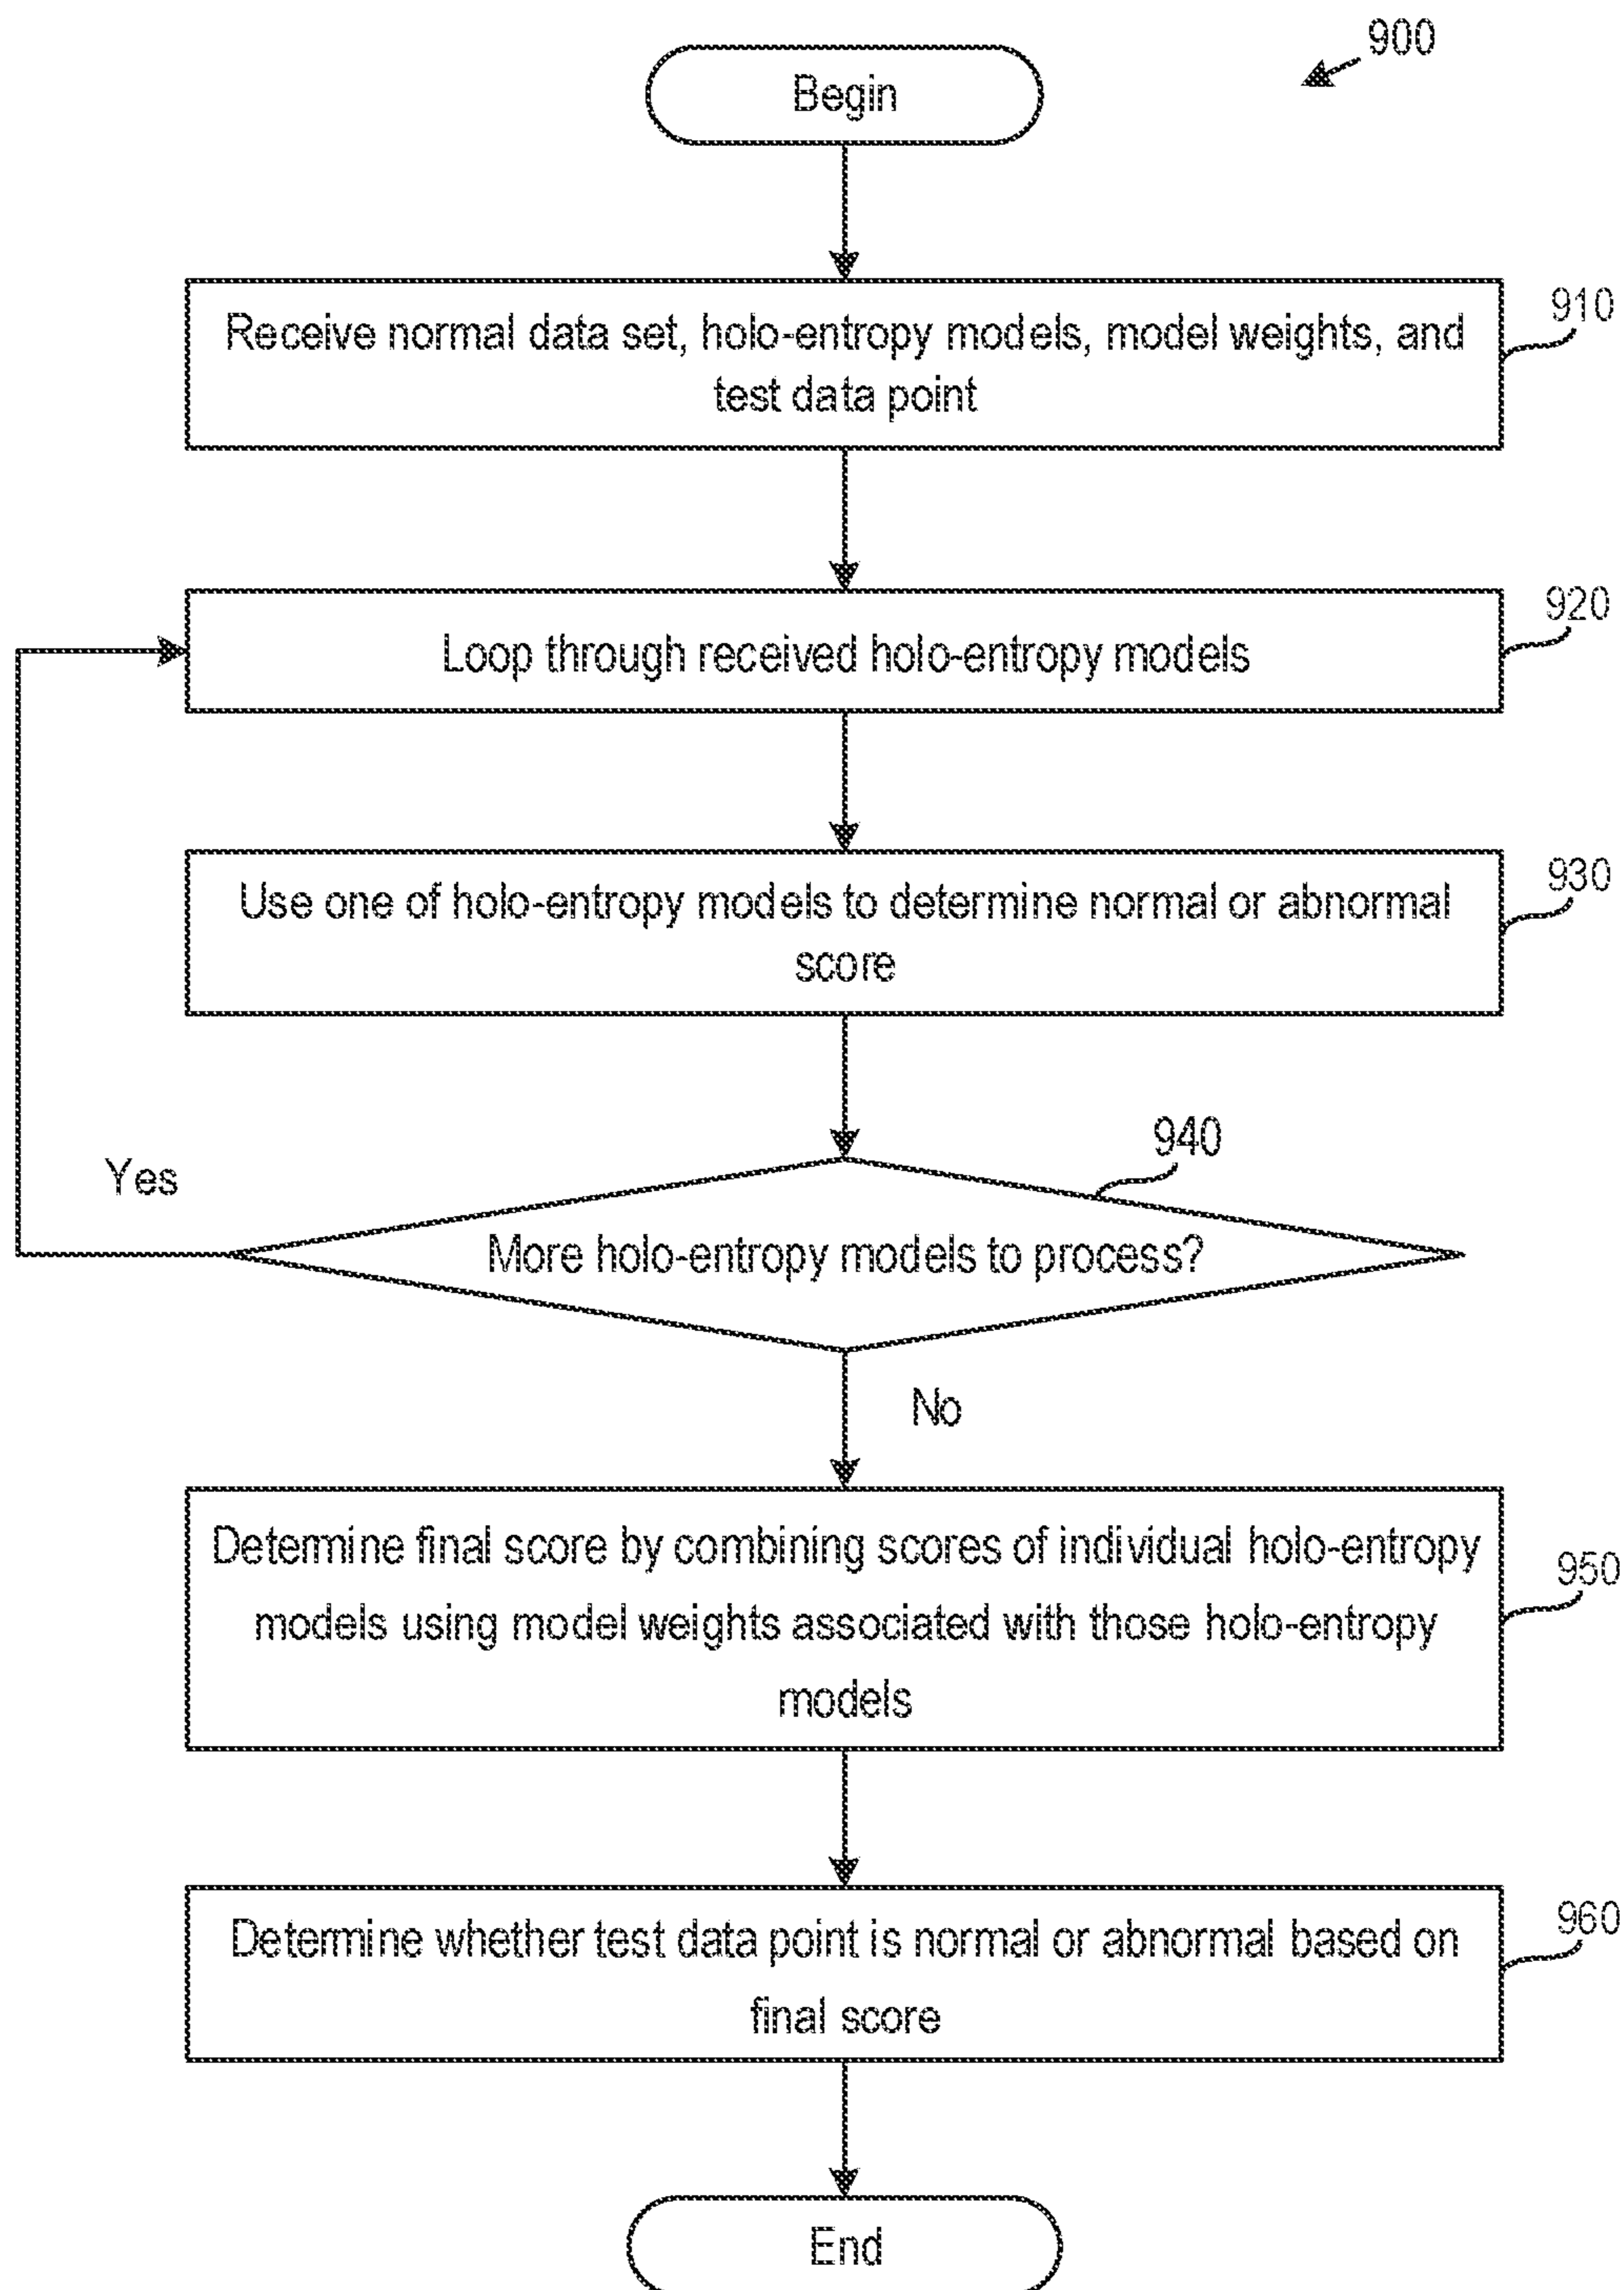 900
Begin
Receive normal data set, holo-entropy models, model weights, and
test data point
910
Loop through received holo-entropy models
920
Use one of holo-entropy models to determine normal or abnormal
score
930
940
Yes
More holo-entropy models to process?
No
Determine final score by combining scores of individual holo-entropy
models using model weights associated with those holo-entropy
models
950
Determine whether test data point is normal or abnormal based on
final score
960
End